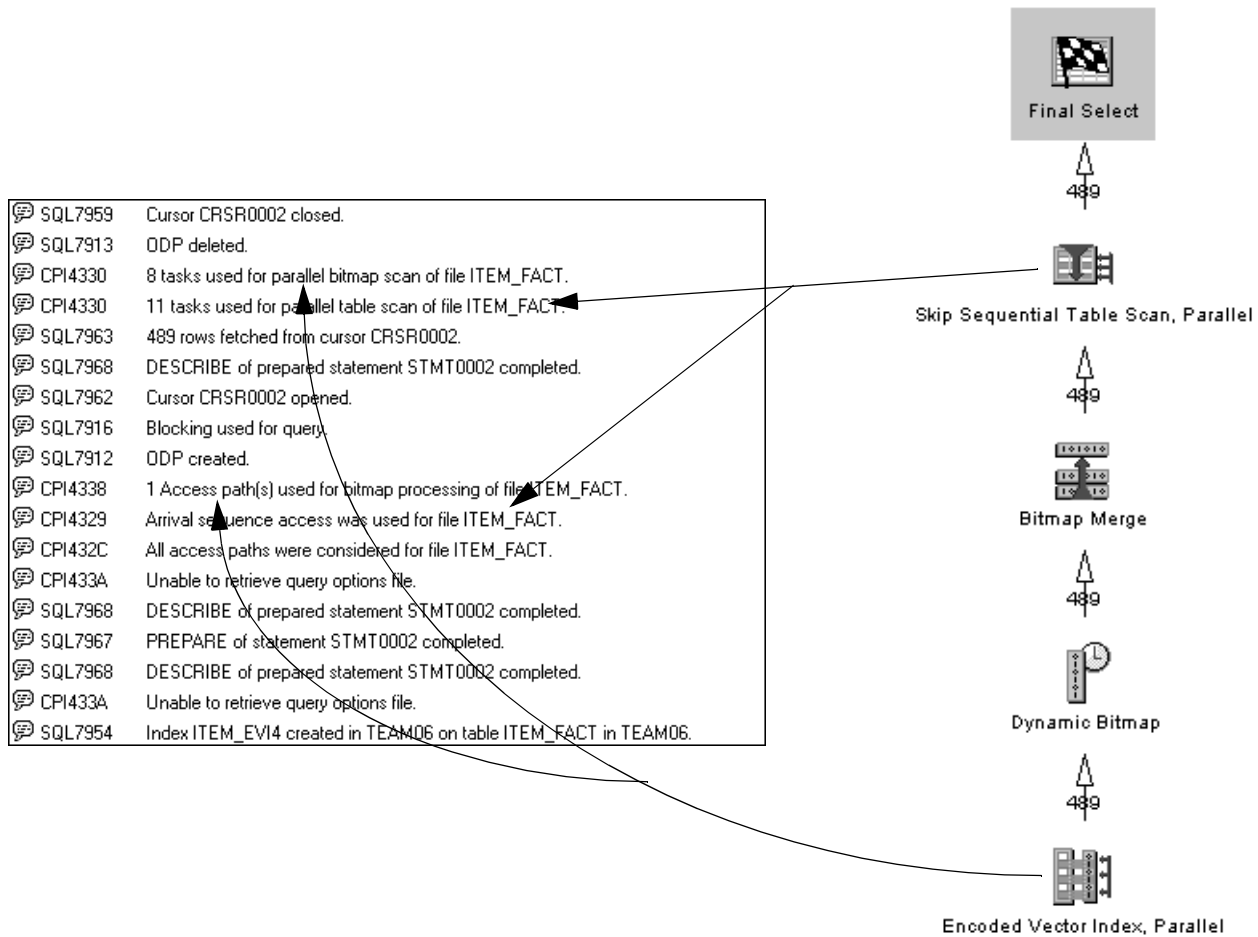 Final Select
489
Skip Sequential Table Scan, Parallel
489
Bitmap Merge
489
Dynamic Bitmap
489
Encoded Vector Index, Parallel
SQL7959 Cursor CRSR0002 closed.
SQL7913 ODP deleted.
CPI4330 8 tasks used for parallel bitmap scan of file ITEM_FACT.
CPI4330 11 tasks used for parallel table scan of file ITEM_FACT.
SQL7963 489 rows fetched from cursor CRSR0002.
SQL7968 DESCRIBE of prepared statement STMT0002 completed.
SQL7962 Cursor CRSR0002 opened.
SQL7916 Blocking used for query.
SQL7912 ODP created.
CPI4338 1 Access path(s) used for bitmap processing of file ITEM_FACT.
CPI4329 Arrival sequence access was used for file ITEM_FACT.
CPI432C All access paths were considered for file ITEM_FACT.
CPI433A Unable to retrieve query options file.
SQL7968 DESCRIBE of prepared statement STMT0002 completed.
SQL7967 PREPARE of statement STMT0002 completed.
SQL7968 DESCRIBE of prepared statement STMT0002 completed.
CPI433A Unable to retrieve query options file.
SQL7954 Index ITEM_EVI4 created in TEAM06 on table ITEM_FACT in TEAM06.